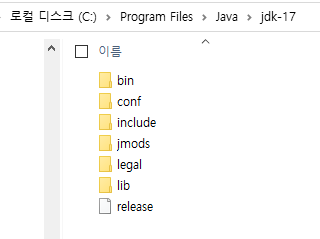 로컬 디스크 (C:) > Program Files > Java > jdk-17
이름
bin
conf
include
jmods
legal
lib
release